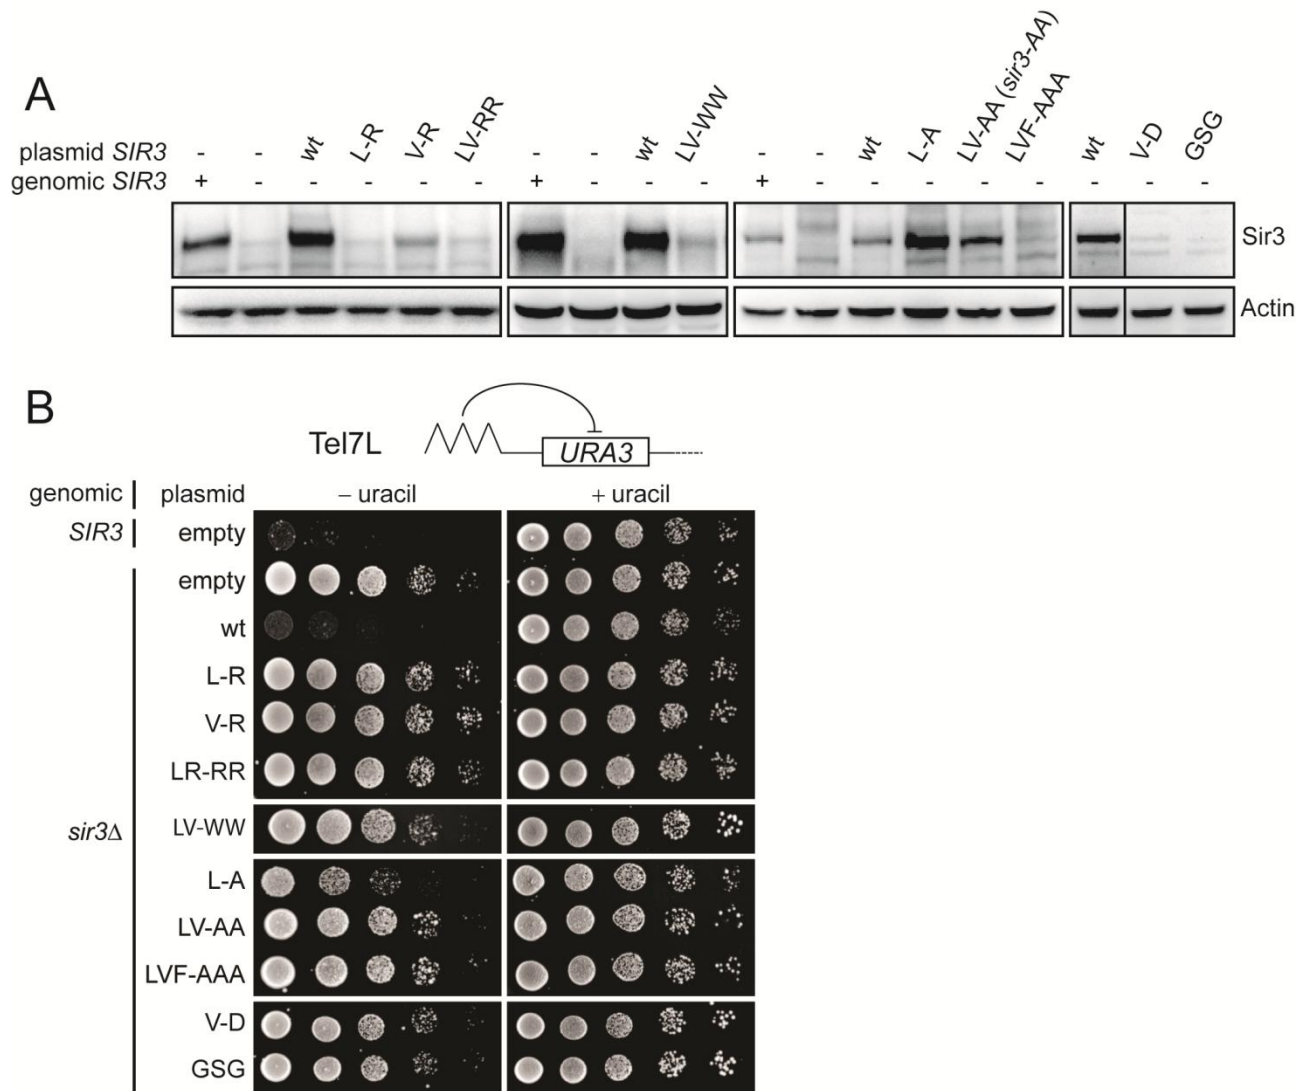 A
plasmid SIR3 - - wt L-R V-R LV-RR - - wt LV-WW - - wt L-A LV-AA (sir3-AA) LVF-AAA wt V-D GSG
genomic SIR3 + - - - - - + - - - + - - - - - - - -
Sir3
Actin
B
Tel7L URA3
genomic plasmid – uracil + uracil
SIR3 empty
empty
wt
L-R
V-R
LR-RR
sir3Δ LV-WW
L-A
LV-AA
LVF-AAA
V-D
GSG